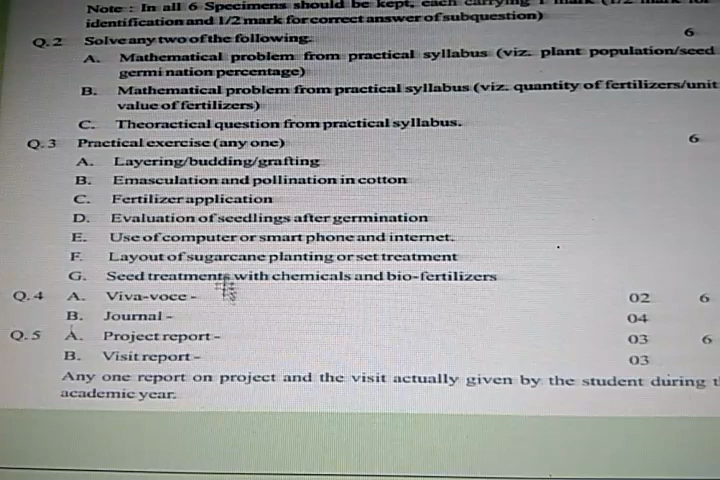 Note : In all 6 Specimens should be kept, each carrying 1 mark (1/2 mark for
identification and 1/2 mark for correct answer of subquestion)
Q. 2 Solve any two of the following. 6
A. Mathematical problem from practical syllabus (viz. plant population/seed
germi nation percentage)
B. Mathematical problem from practical syllabus (viz. quantity of fertilizers/unit
value of fertilizers)
C. Theoractical question from practical syllabus.
Q. 3 Practical exercise (any one) 6
A. Layering/budding/grafting
B. Emasculation and pollination in cotton
C. Fertilizer application
D. Evaluation of seedlings after germination
E. Use of computer or smart phone and internet.
F. Layout of sugarcane planting or set treatment
G. Seed treatments with chemicals and bio-fertilizers
Q. 4 A. Viva-voce - 02 6
B. Journal - 04
Q. 5 A. Project report - 03 6
B. Visit report - 03
Any one report on project and the visit actually given by the student during
academic year.